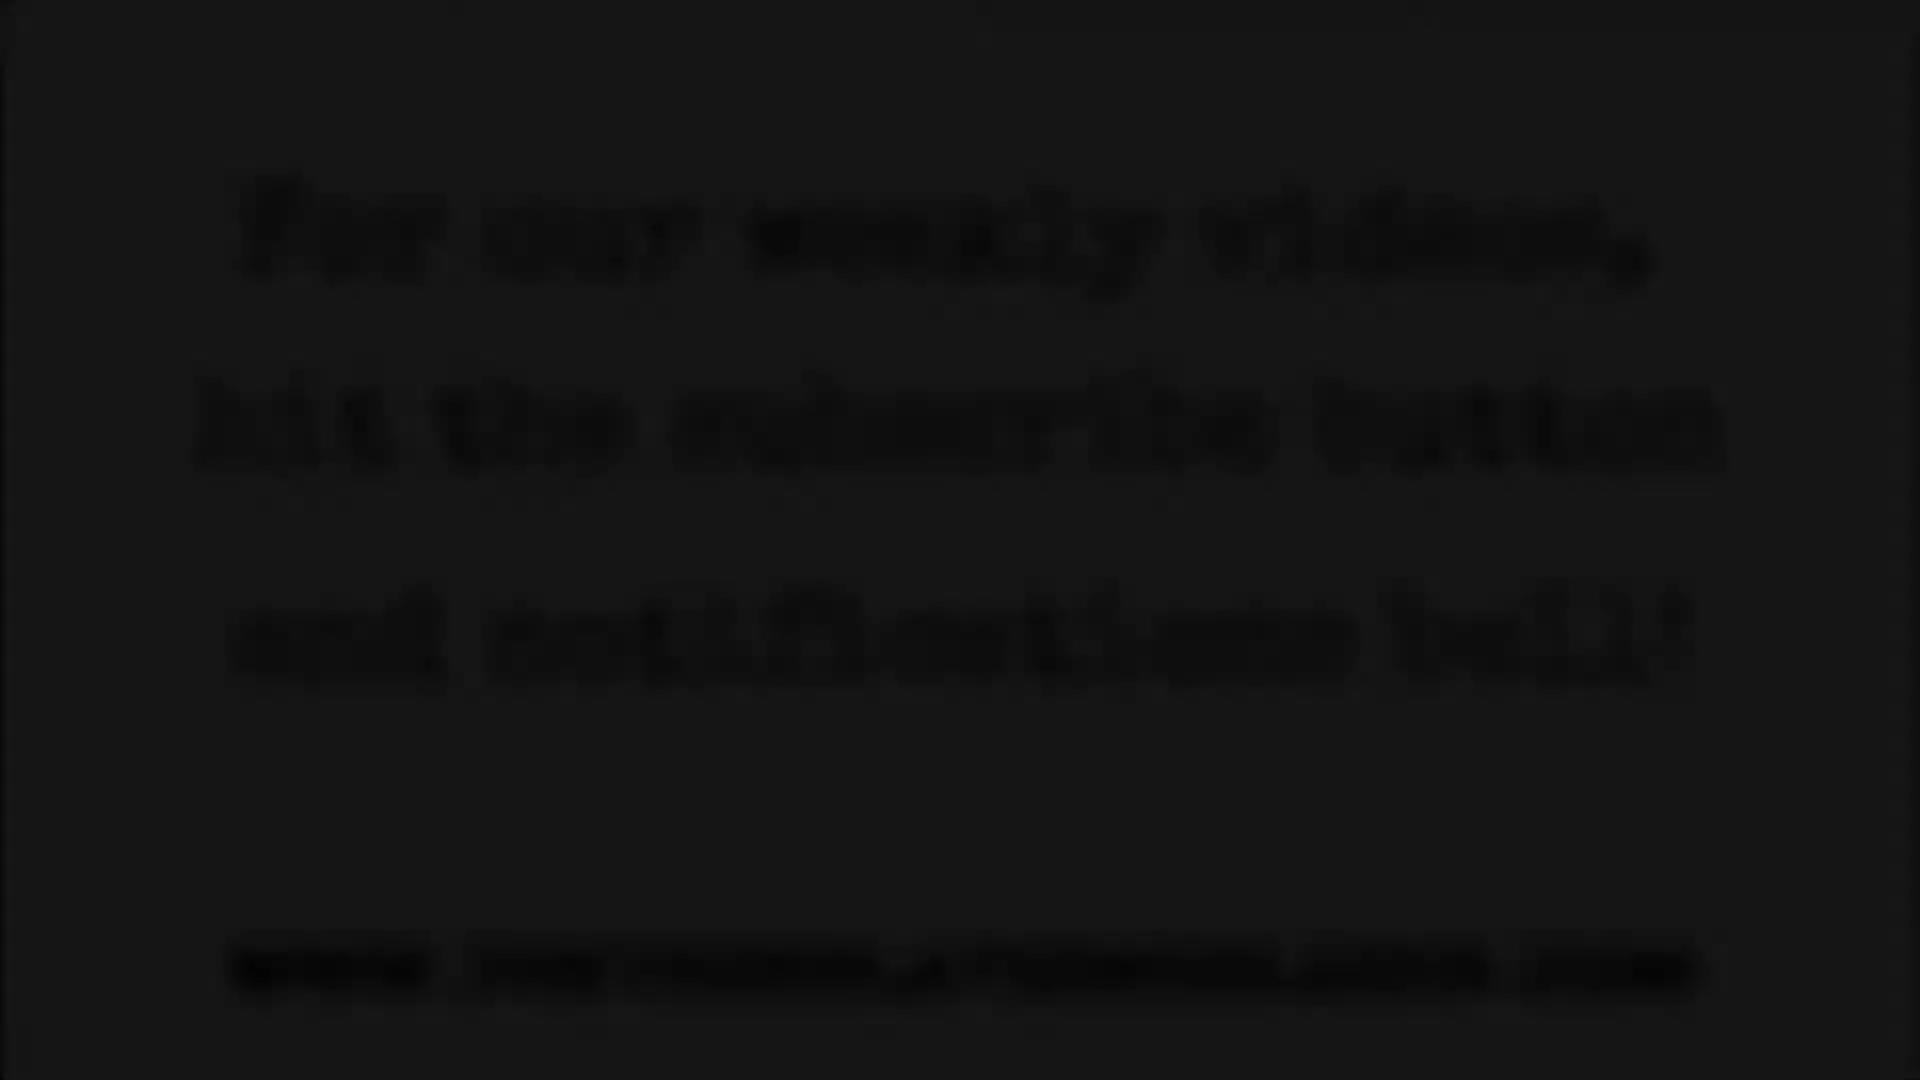 For our weekly videos,
hit the subscribe button
and notifications bell!